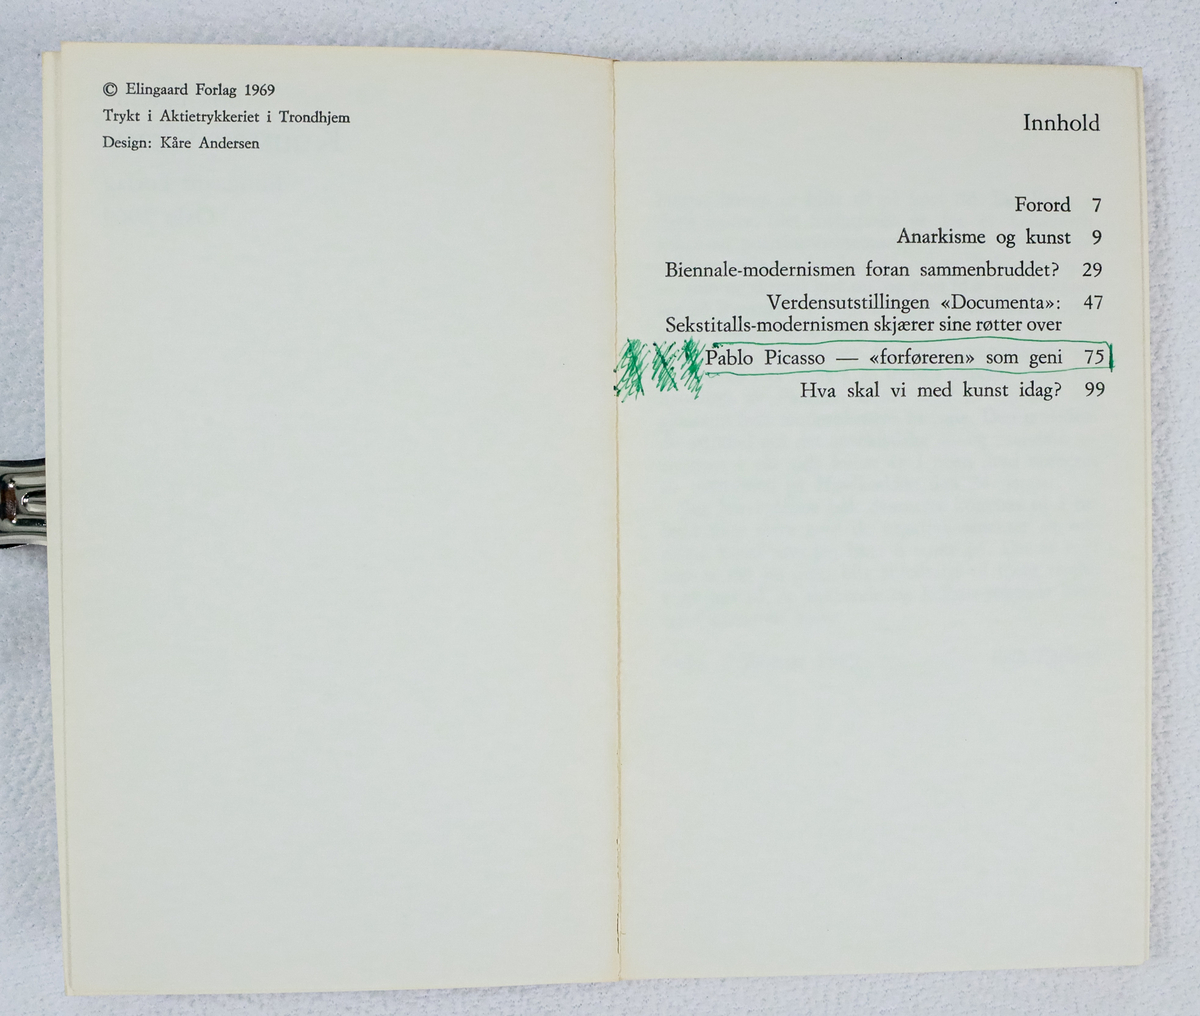 © Elingaard Forlag 1969
Trykt i Aktietrykkeriet i Trondhjem
Design: Kåre Andersen
Innhold
Forord 7
Anarkisme og kunst 9
Biennale-modernismen foran sammenbruddet? 29
Verdensutstillingen «Documenta»: 47
Sekstitalls-modernismen skjærer sine røtter over
Pablo Picasso — «forføreren» som geni 75
Hva skal vi med kunst idag? 99